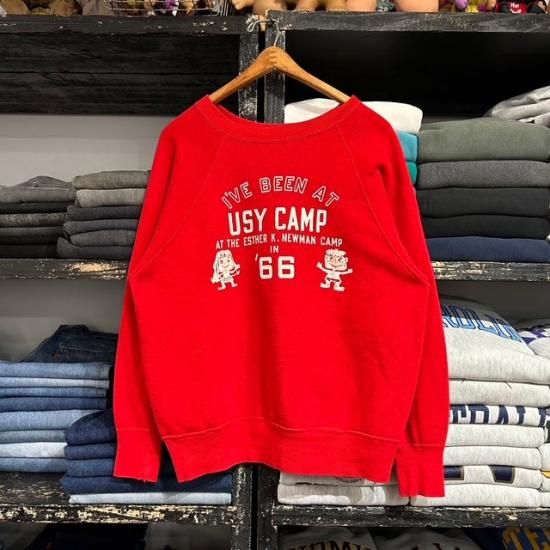 I'VE BEEN AT
USY CAMP
AT THE ESTHER K. NEWMAN CAMP
IN
'66